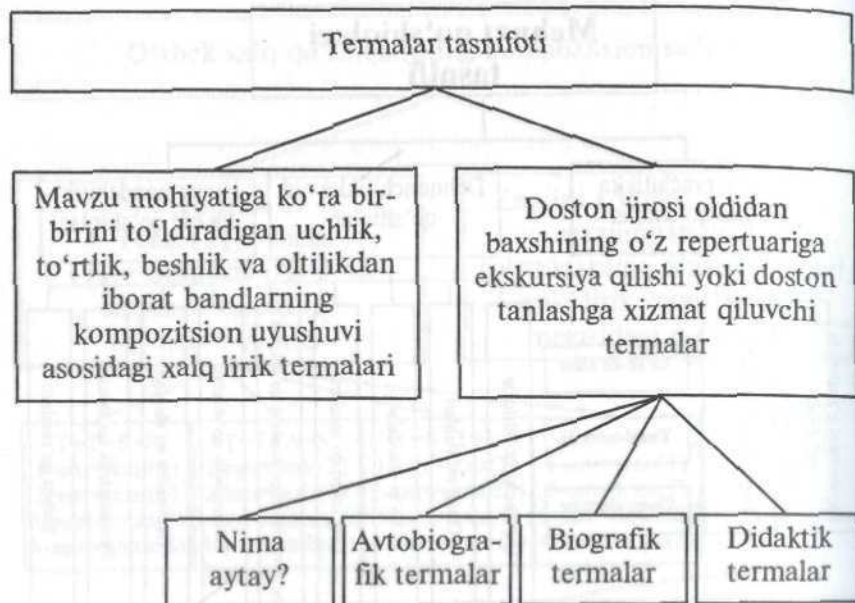 Termalar tasnifoti
Mavzu mohiyatiga ko‘ra bir-
birini to‘ldiradigan uchlik,
to‘rtlik, beshlik va oltilikdan
iborat bandlarning
kompozitsion uyushuvi
asosidagi xalq lirik termalari
Doston ijrosi oldidan
baxshining o‘z repertuariga
ekskursiya qilishi yoki doston
tanlashga xizmat qiluvchi
termalar
Nima
aytay?
Avtobiogra-
fik termalar
Biografik
termalar
Didaktik
termalar